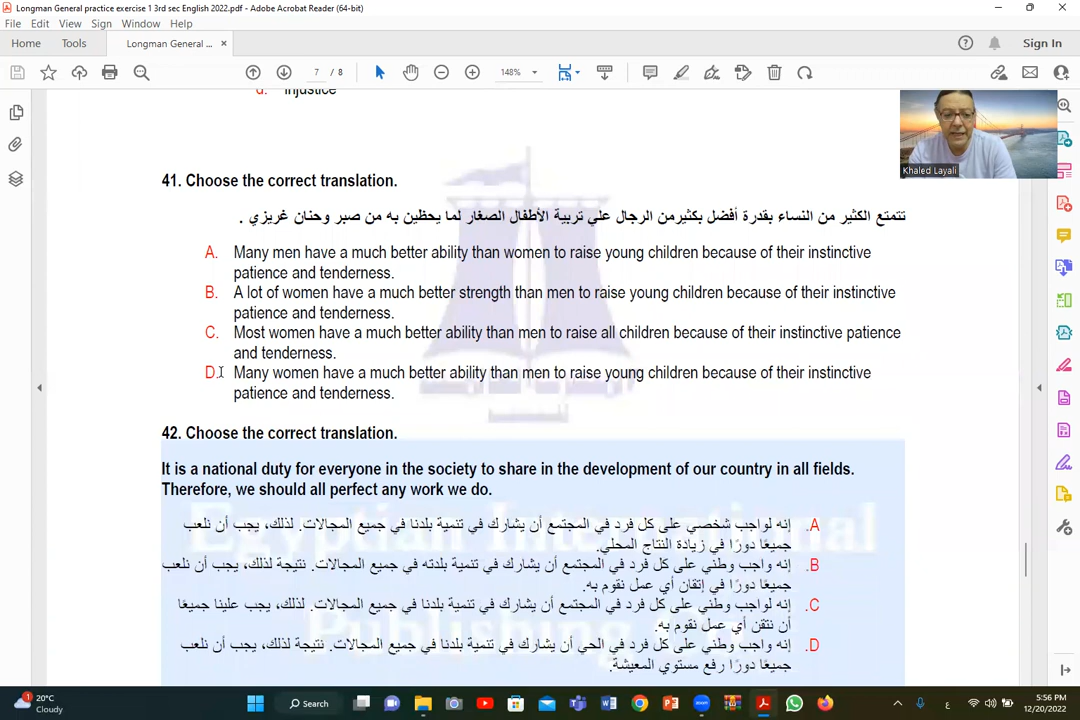 Longman General practice exercise 1 3rd sec English 2022.pdf - Adobe Acrobat Reader (64-bit)
File Edit View Sign Window Help
Home Tools Longman General ... × Sign In
7 / 8 148%
d. injustice
Khaled Layali
41. Choose the correct translation.
تتمتع الكثير من النساء بقدرة أفضل بكثيرمن الرجال علي تربية الأطفال الصغار لما يحظين به من صبر وحنان غريزي .
A. Many men have a much better ability than women to raise young children because of their instinctive
patience and tenderness.
B. A lot of women have a much better strength than men to raise young children because of their instinctive
patience and tenderness.
C. Most women have a much better ability than men to raise all children because of their instinctive patience
and tenderness.
D. Many women have a much better ability than men to raise young children because of their instinctive
patience and tenderness.
42. Choose the correct translation.
It is a national duty for everyone in the society to share in the development of our country in all fields.
Therefore, we should all perfect any work we do.
A. إنه لواجب شخصي على كل فرد في المجتمع أن يشارك في تنمية بلدنا في جميع المجالات. لذلك، يجب أن نلعب
جميعًا دورًا في زيادة النتاج المحلي.
B. إنه واجب وطني على كل فرد في المجتمع أن يشارك في تنمية بلدته في جميع المجالات. نتيجة لذلك، يجب أن نلعب
جميعًا دورًا في إتقان أي عمل نقوم به.
C. إنه لواجب وطني على كل فرد في المجتمع أن يشارك في تنمية بلدنا في جميع المجالات. لذلك، يجب علينا جميعًا
أن نتقن أي عمل نقوم به.
D. إنه واجب وطني على كل فرد في الحي أن يشارك في تنمية بلدنا في جميع المجالات. نتيجة لذلك، يجب أن نلعب
جميعًا دورًا رفع مستوي المعيشة.
Egyptian International
Publishing
1 20°C
Cloudy
Search
ع
5:56 PM
12/20/2022